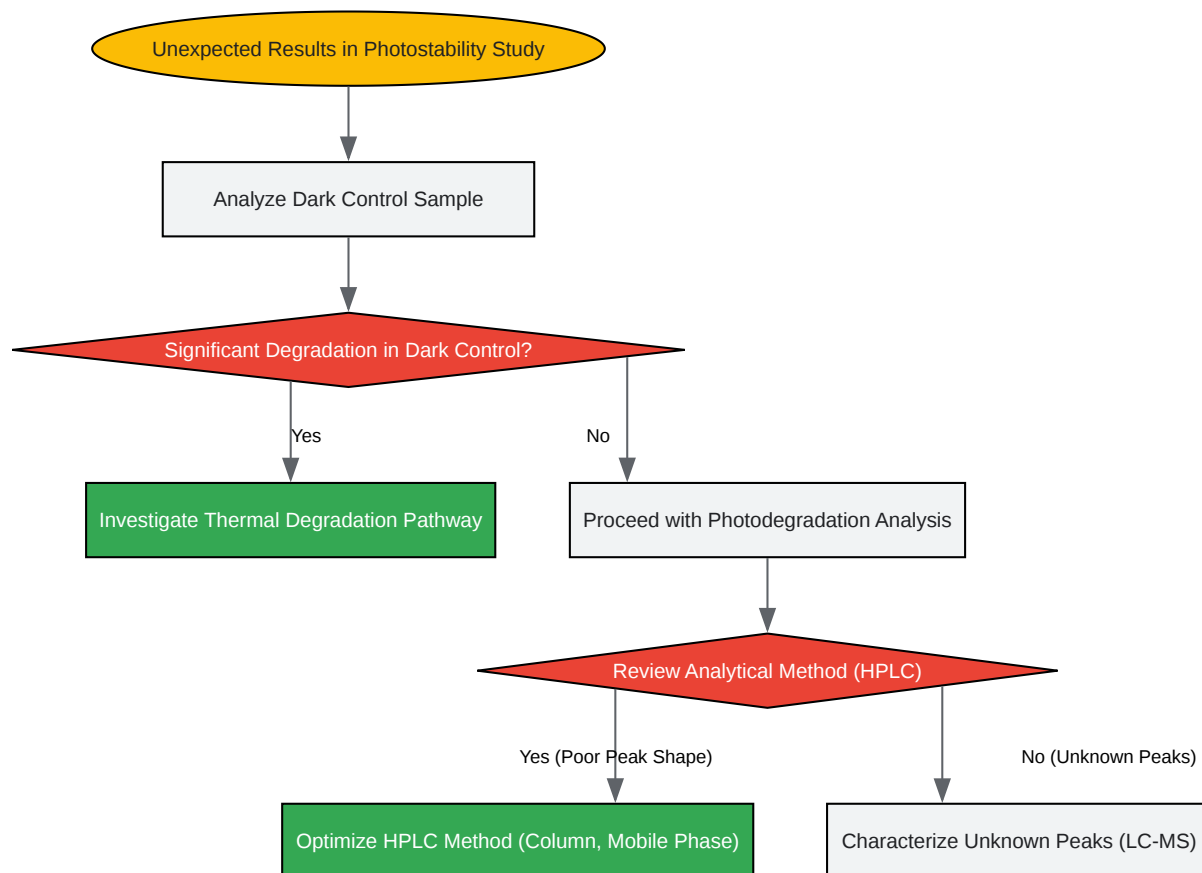 Unexpected Results in Photostability Study
Analyze Dark Control Sample
Significant Degradation in Dark Control?
Yes
No
Investigate Thermal Degradation Pathway
Proceed with Photodegradation Analysis
Review Analytical Method (HPLC)
Yes (Poor Peak Shape)
No (Unknown Peaks)
Optimize HPLC Method (Column, Mobile Phase)
Characterize Unknown Peaks (LC-MS)